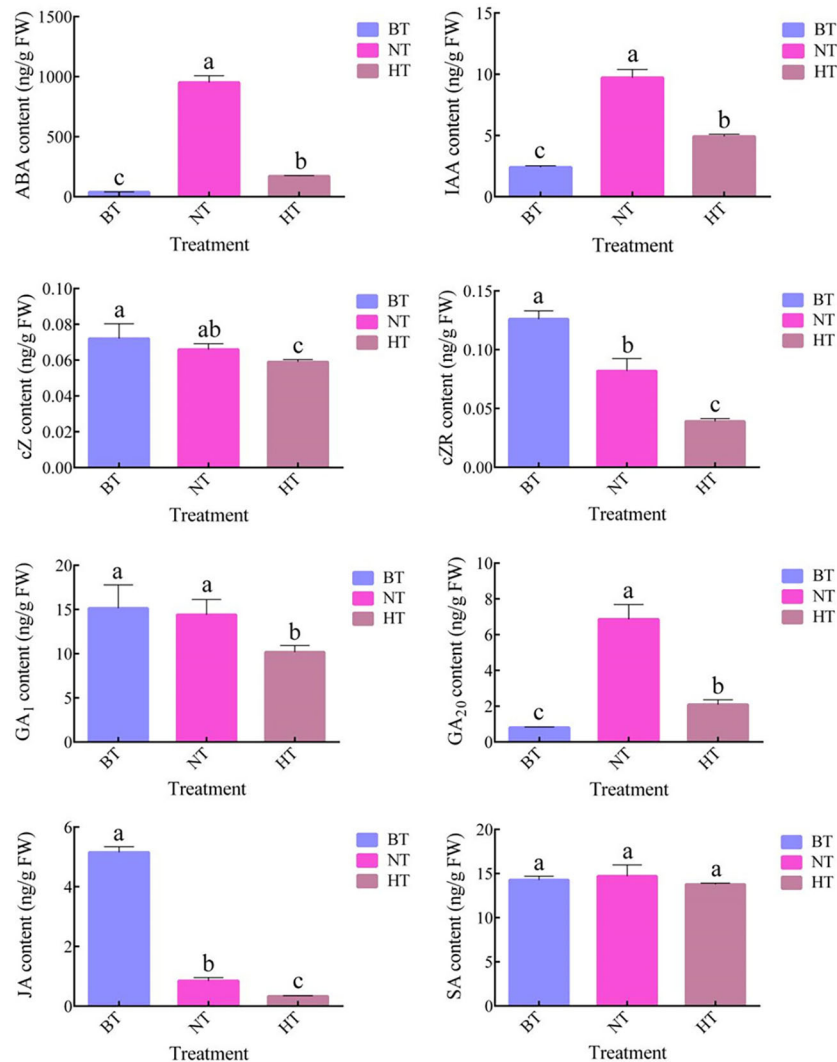 ABA content (ng/g FW)
1500
1000
500
0
c
a
b
BT
NT
HT
Treatment
BT
NT
HT
IAA content (ng/g FW)
15
10
5
0
c
a
b
BT
NT
HT
Treatment
BT
NT
HT
cZ content (ng/g FW)
0.10
0.08
0.06
0.04
0.02
0.00
a
ab
c
BT
NT
HT
Treatment
BT
NT
HT
cZR content (ng/g FW)
0.15
0.10
0.05
0.00
a
b
c
BT
NT
HT
Treatment
BT
NT
HT
GA1 content (ng/g FW)
20
15
10
5
0
a
a
b
BT
NT
HT
Treatment
BT
NT
HT
GA20 content (ng/g FW)
8
6
4
2
0
c
a
b
BT
NT
HT
Treatment
BT
NT
HT
JA content (ng/g FW)
6
4
2
0
a
b
c
BT
NT
HT
Treatment
BT
NT
HT
SA content (ng/g FW)
20
15
10
5
0
a
a
a
BT
NT
HT
Treatment
BT
NT
HT